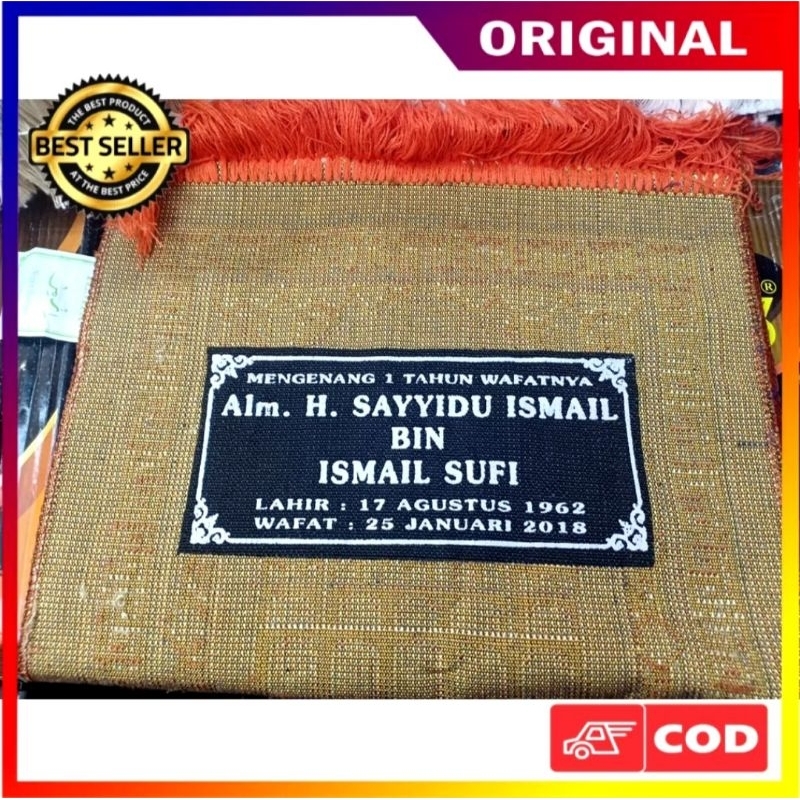 ORIGINAL
THE BEST PRODUCT
BEST SELLER
AT THE BEST PRICE
®
MENGENANG 1 TAHUN WAFATNYA
Alm. H. SAYYIDU ISMAIL
BIN
ISMAIL SUFI
LAHIR : 17 AGUSTUS 1962
WAFAT : 25 JANUARI 2018
COD